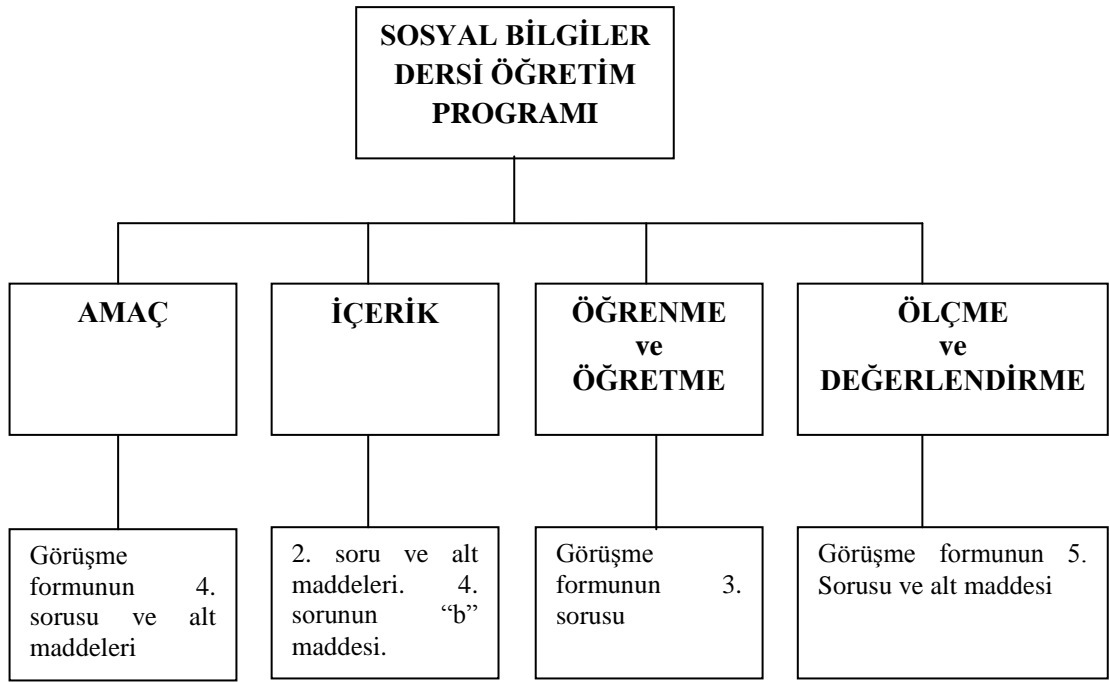 SOSYAL BİLGİLER
DERSİ ÖĞRETİM
PROGRAMI
AMAÇ
İÇERİK
ÖĞRENME
ve
ÖĞRETME
ÖLÇME
ve
DEĞERLENDİRME
Görüşme
formunun 4.
sorusu ve alt
maddeleri
2. soru ve alt
maddeleri. 4.
sorunun “b”
maddesi.
Görüşme
formunun 3.
sorusu
Görüşme formunun 5.
Sorusu ve alt maddesi